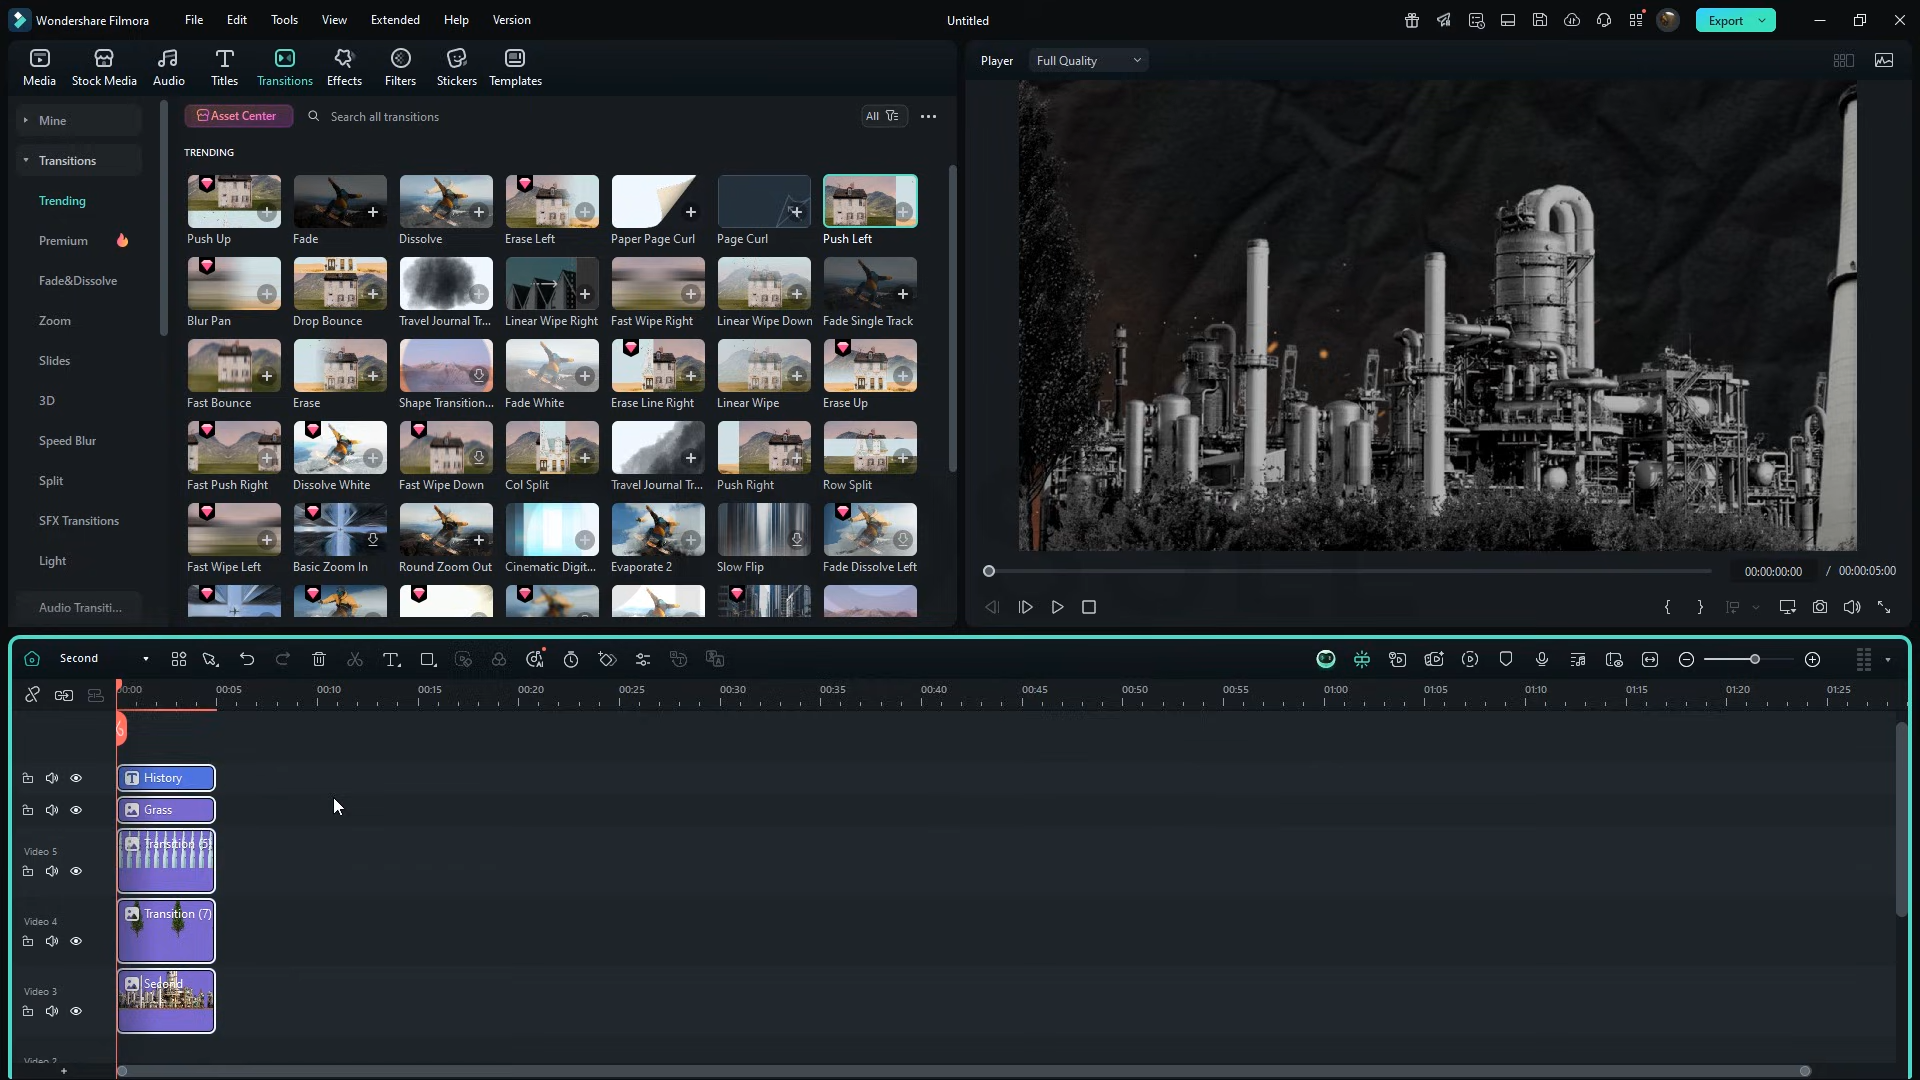 Wondershare Filmora
File
Edit
Tools
View
Extended
Help
Version
Untitled
Export
Media
Stock Media
Audio
Titles
Transitions
Effects
Filters
Stickers
Templates
Player
Full Quality
Mine
Transitions
Trending
Premium
Fade&Dissolve
Zoom
Slides
3D
Speed Blur
Split
SFX Transitions
Light
Audio Transiti...
Asset Center
Search all transitions
All
TRENDING
Push Up
Fade
Dissolve
Erase Left
Paper Page Curl
Page Curl
Push Left
Blur Pan
Drop Bounce
Travel Journal Tr...
Linear Wipe Right
Fast Wipe Right
Linear Wipe Down
Fade Single Track
Fast Bounce
Erase
Shape Transition...
Fade White
Erase Line Right
Linear Wipe
Erase Up
Fast Push Right
Dissolve White
Fast Wipe Down
Col Split
Travel Journal Tr...
Push Right
Row Split
Fast Wipe Left
Basic Zoom In
Round Zoom Out
Cinematic Digit...
Evaporate 2
Slow Flip
Fade Dissolve Left
00:00:00:00 / 00:00:05:00
Second
00:00
00:05
00:10
00:15
00:20
00:25
00:30
00:35
00:40
00:45
00:50
00:55
01:00
01:05
01:10
01:15
01:20
01:25
History
Grass
Video 5
Transition (5)
Video 4
Transition (7)
Video 3
Second
Video 2